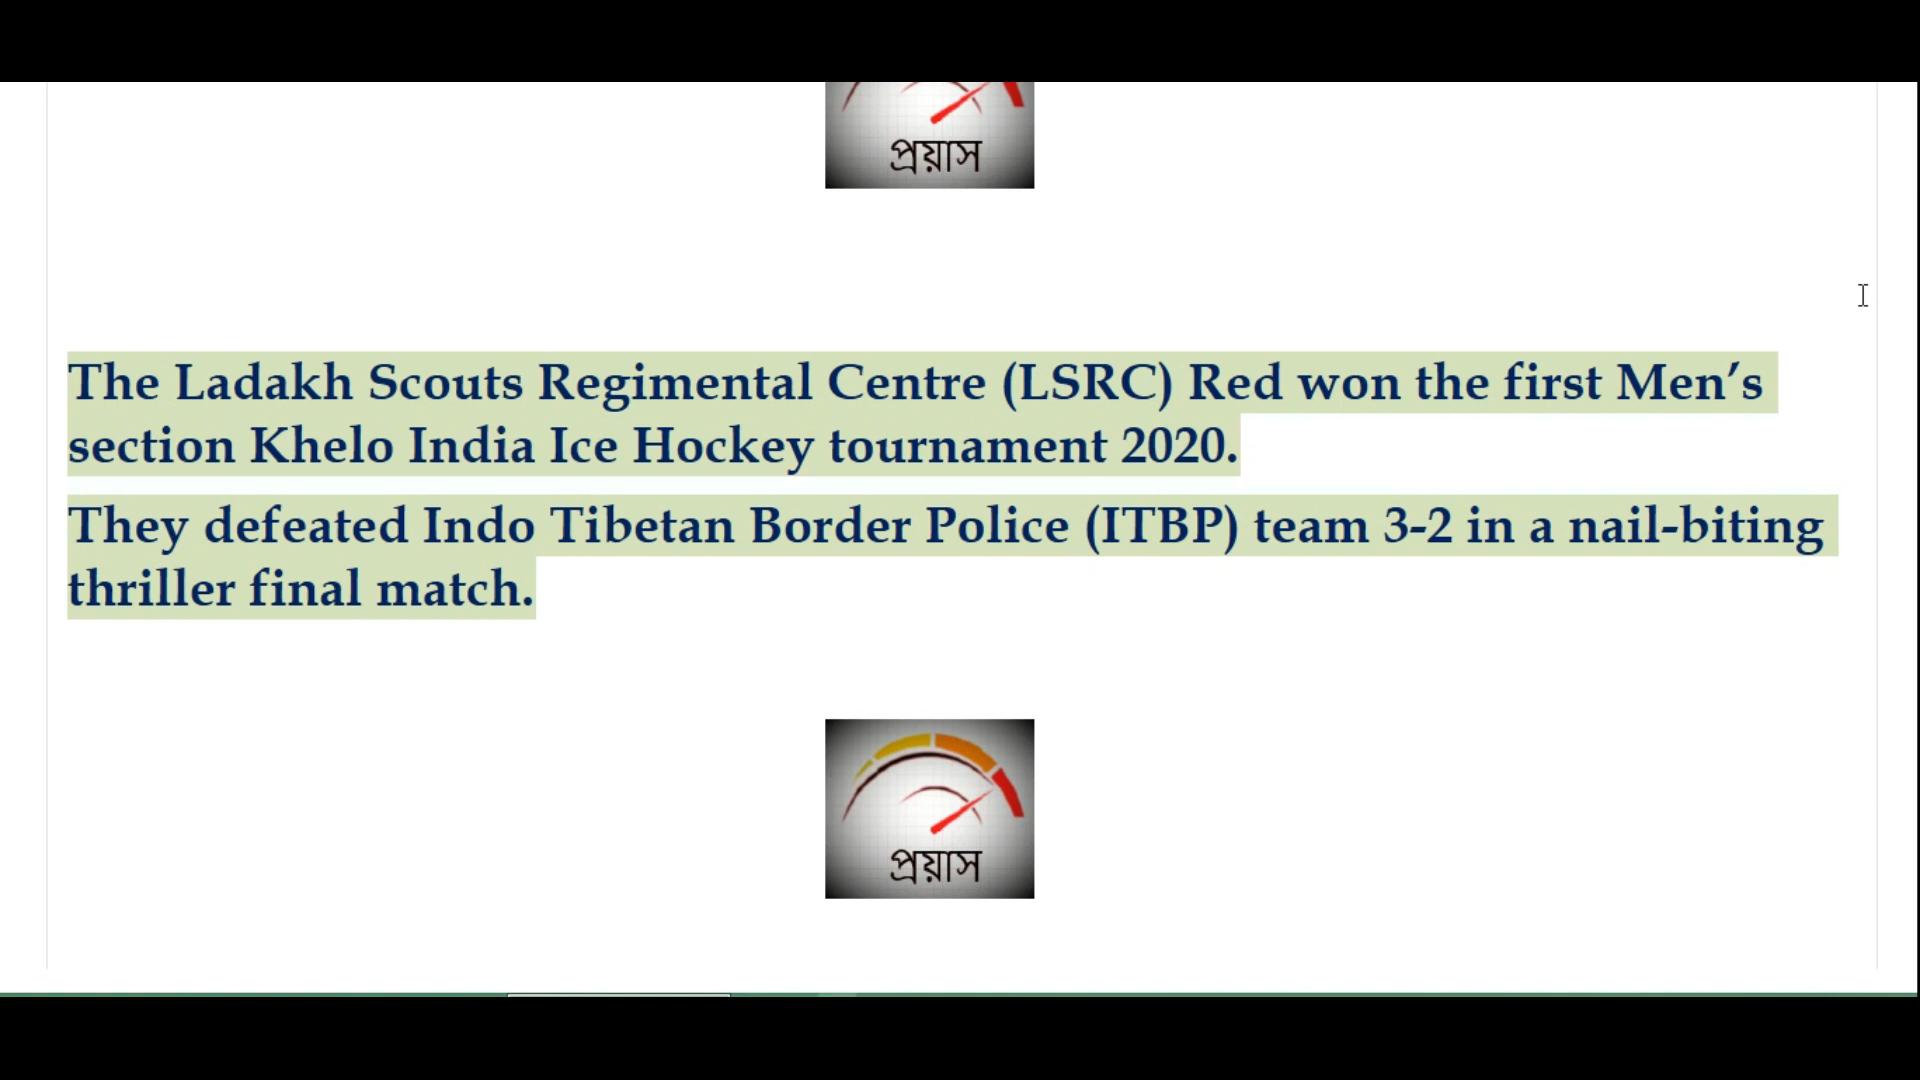 প্রয়াস
The Ladakh Scouts Regimental Centre (LSRC) Red won the first Men’s
section Khelo India Ice Hockey tournament 2020.
They defeated Indo Tibetan Border Police (ITBP) team 3-2 in a nail-biting
thriller final match.
প্রয়াস